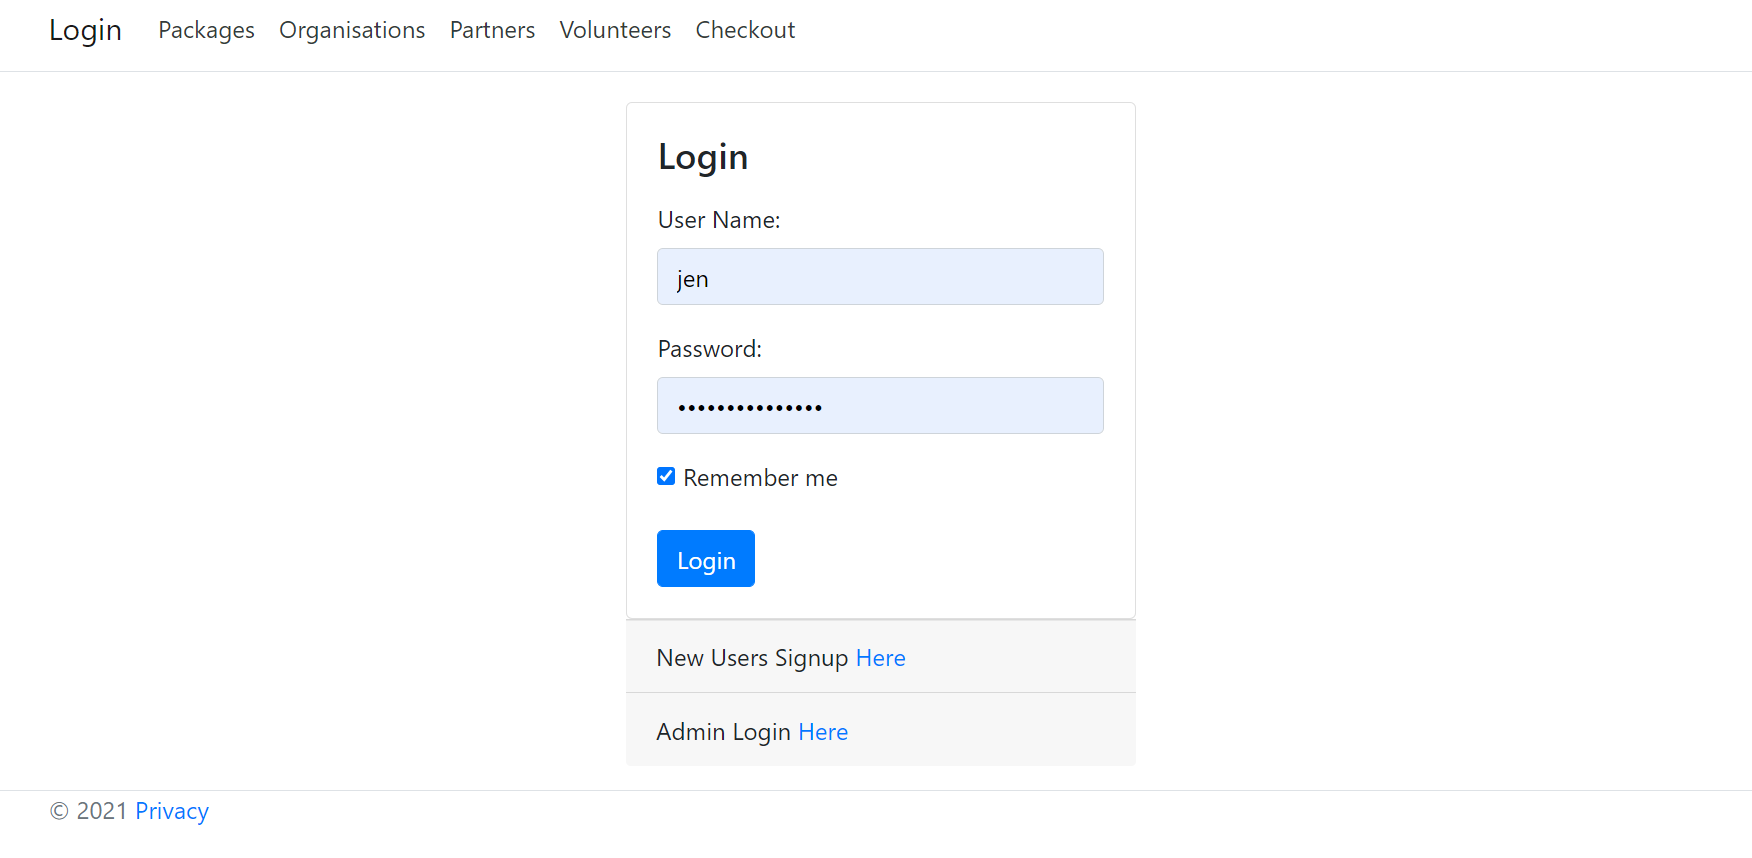 Login Packages Organisations Partners Volunteers Checkout
Login
User Name:
jen
Password:
•••••••••••••••
Remember me
Login
New Users Signup Here
Admin Login Here
© 2021 Privacy